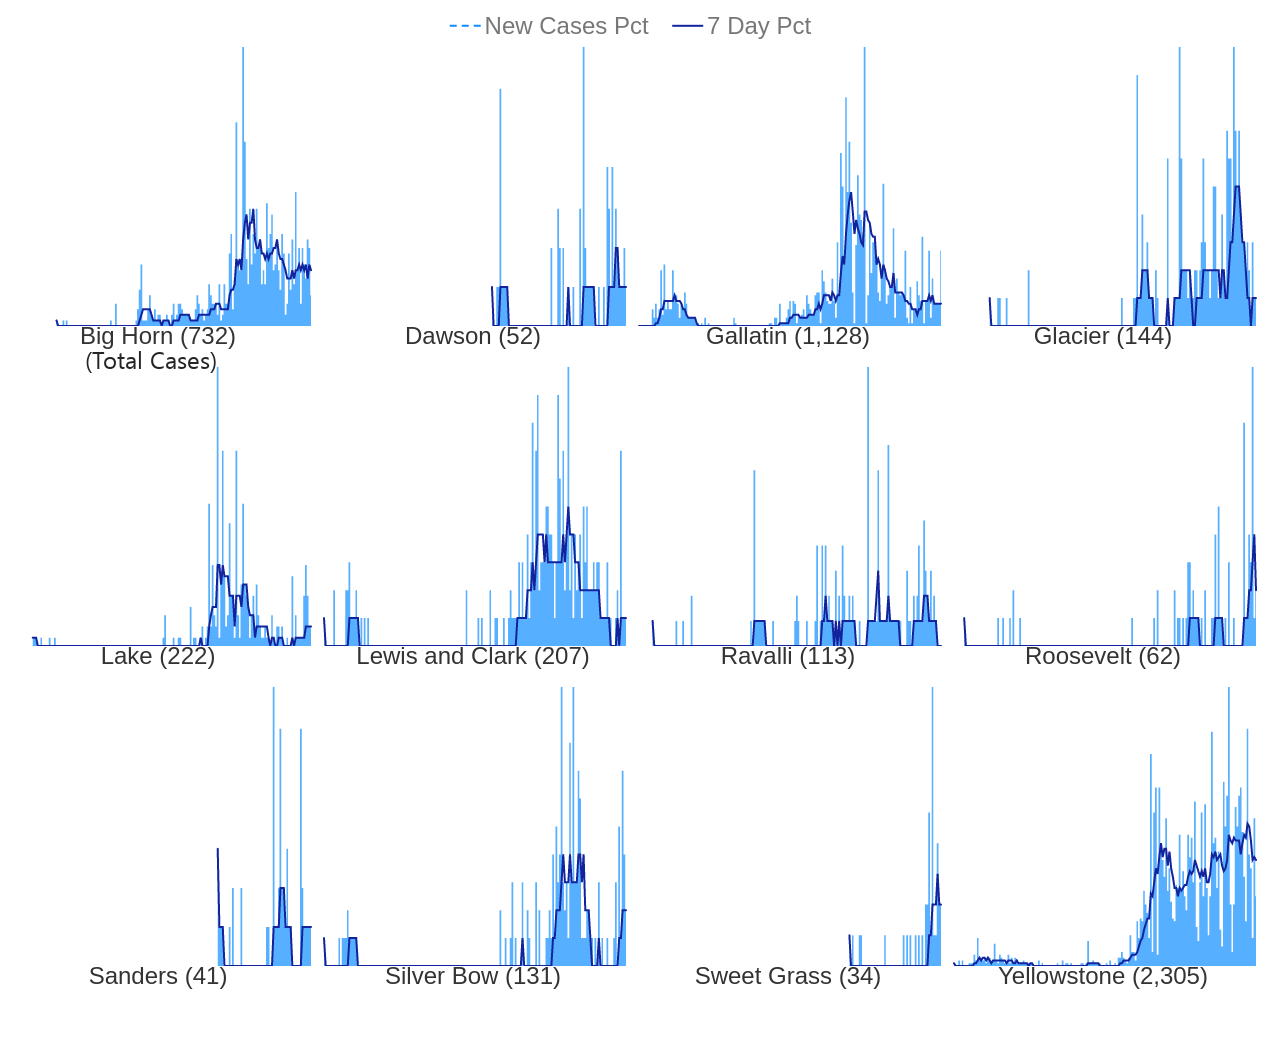 New Cases Pct 7 Day Pct
Big Horn (732) Dawson (52) Gallatin (1,128) Glacier (144)
(Total Cases)
Lake (222) Lewis and Clark (207) Ravalli (113) Roosevelt (62)
Sanders (41) Silver Bow (131) Sweet Grass (34) Yellowstone (2,305)